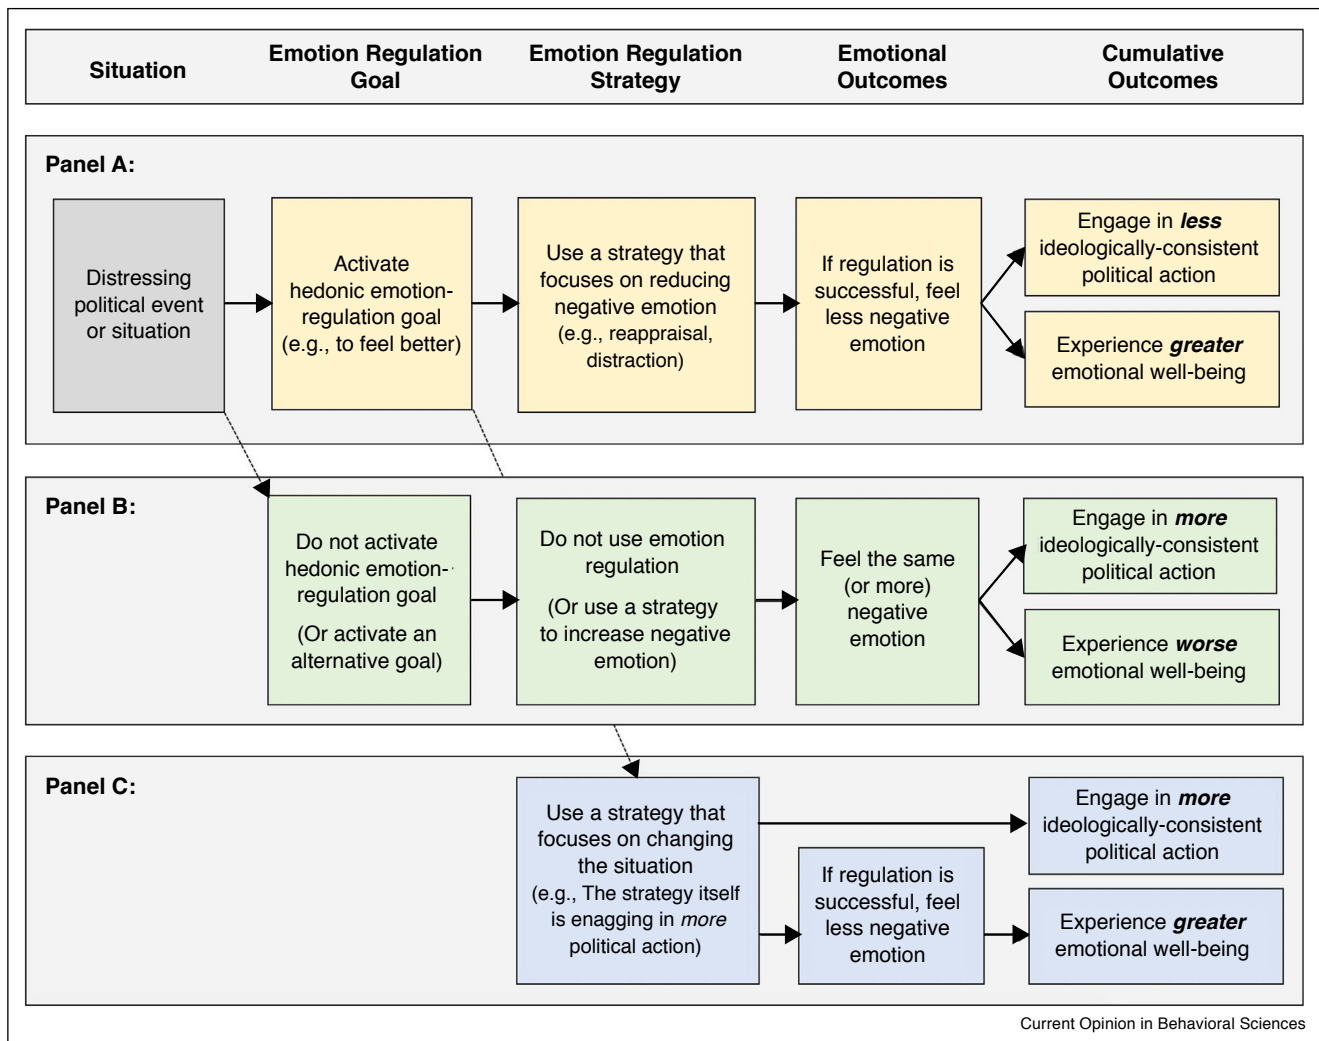 Situation
Emotion Regulation
Goal
Emotion Regulation
Strategy
Emotional
Outcomes
Cumulative
Outcomes
Panel A:
Distressing
political event
or situation
Activate
hedonic emotion-
regulation goal
(e.g., to feel better)
Use a strategy that
focuses on reducing
negative emotion
(e.g., reappraisal,
distraction)
If regulation is
successful, feel
less negative
emotion
Engage in less
ideologically-consistent
political action
Experience greater
emotional well-being
Panel B:
Do not activate
hedonic emotion-
regulation goal
(Or activate an
alternative goal)
Do not use emotion
regulation
(Or use a strategy
to increase negative
emotion)
Feel the same
(or more)
negative
emotion
Engage in more
ideologically-consistent
political action
Experience worse
emotional well-being
Panel C:
Use a strategy that
focuses on changing
the situation
(e.g., The strategy itself
is enagging in more
political action)
If regulation is
successful, feel
less negative
emotion
Engage in more
ideologically-consistent
political action
Experience greater
emotional well-being
Current Opinion in Behavioral Sciences